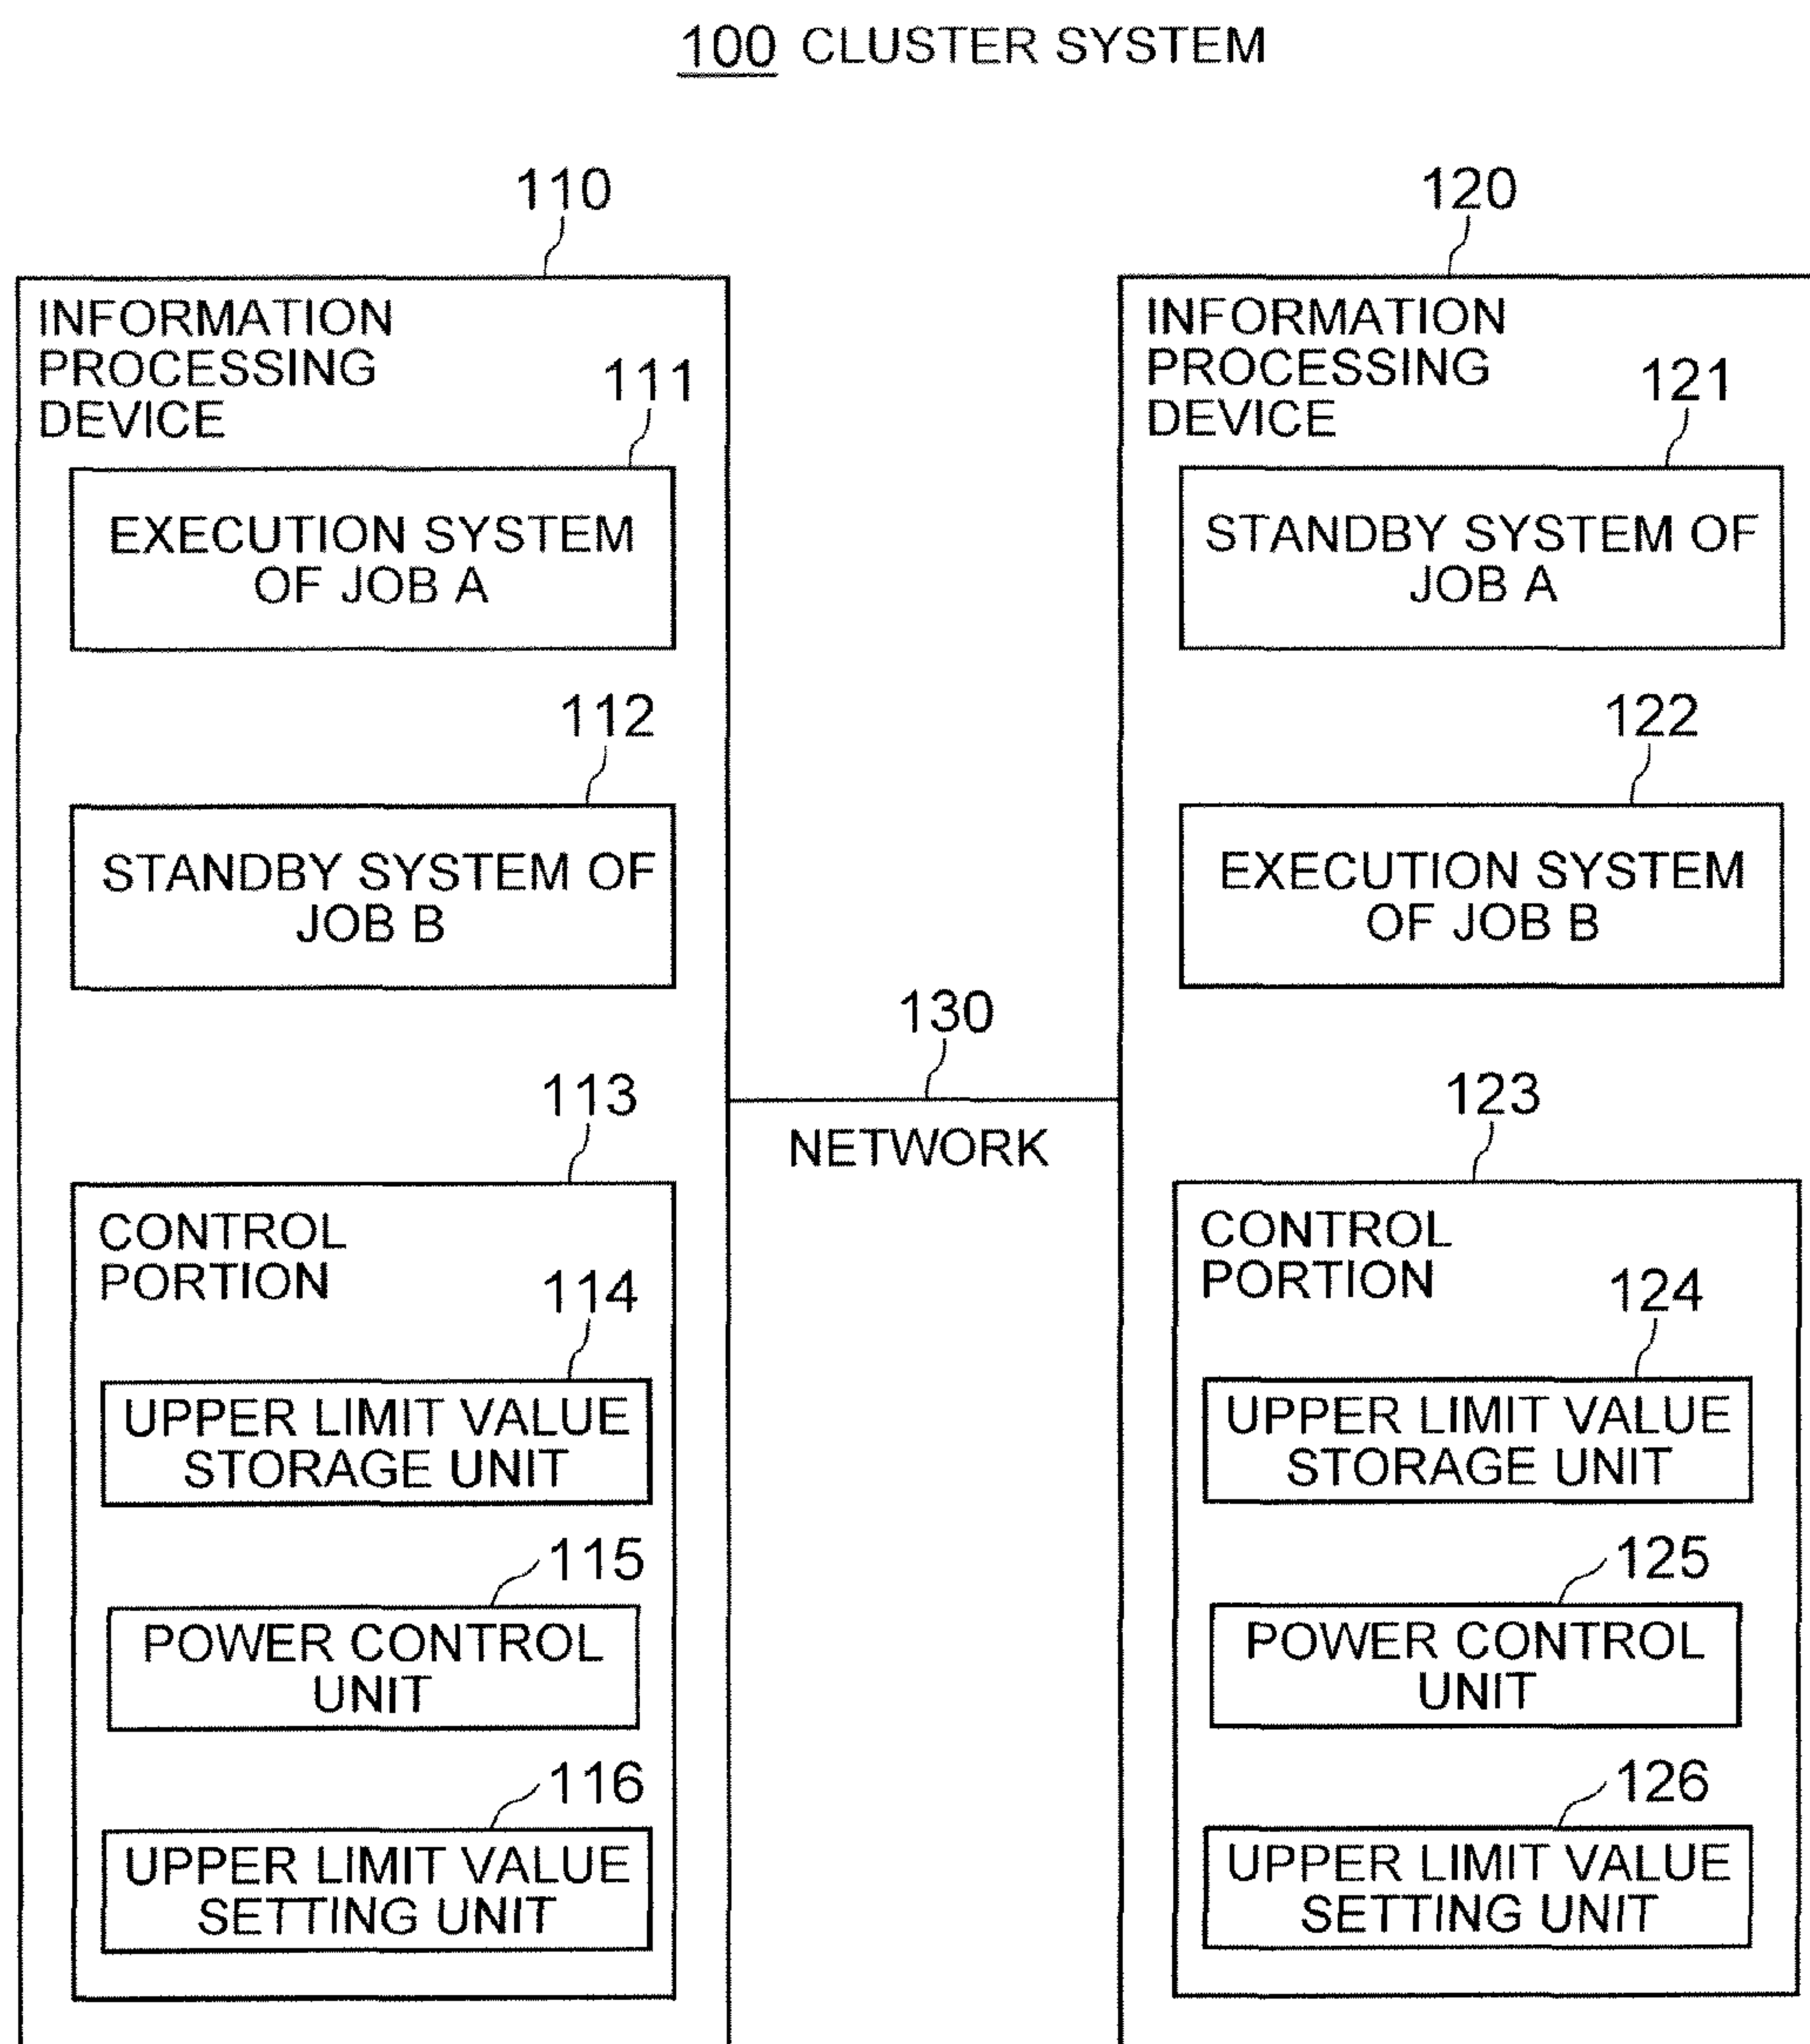 100 CLUSTER SYSTEM
110
INFORMATION
PROCESSING
DEVICE
111
EXECUTION SYSTEM
OF JOB A
112
STANDBY SYSTEM OF
JOB B
113
CONTROL
PORTION
114
UPPER LIMIT VALUE
STORAGE UNIT
115
POWER CONTROL
UNIT
116
UPPER LIMIT VALUE
SETTING UNIT
130
NETWORK
120
INFORMATION
PROCESSING
DEVICE
121
STANDBY SYSTEM OF
JOB A
122
EXECUTION SYSTEM
OF JOB B
123
CONTROL
PORTION
124
UPPER LIMIT VALUE
STORAGE UNIT
125
POWER CONTROL
UNIT
126
UPPER LIMIT VALUE
SETTING UNIT